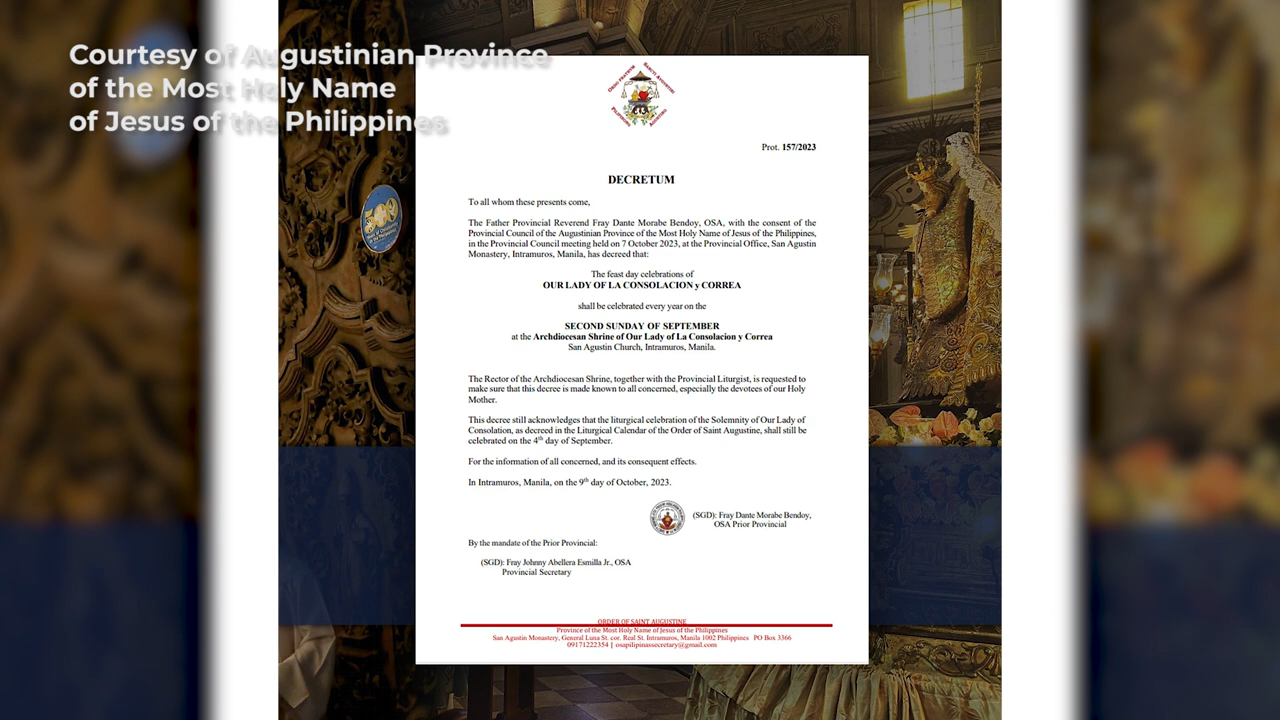 Courtesy of Augustinian Province
of the Most Holy Name
of Jesus of the Philippines
Prot. 157/2023
DECRETUM
To all whom these presents come,
The Father Provincial Reverend Fray Dante Morabe Bendoy, OSA, with the consent of the
Provincial Council of the Augustinian Province of the Most Holy Name of Jesus of the Philippines,
in the Provincial Council meeting held on 7 October 2023, at the Provincial Office, San Agustin
Monastery, Intramuros, Manila, has decreed that:
The feast day celebrations of
OUR LADY OF LA CONSOLACION y CORREA
shall be celebrated every year on the
SECOND SUNDAY OF SEPTEMBER
at the Archdiocesan Shrine of Our Lady of La Consolacion y Correa
San Agustin Church, Intramuros, Manila.
The Rector of the Archdiocesan Shrine, together with the Provincial Liturgist, is requested to
make sure that this decree is made known to all concerned, especially the devotees of our Holy
Mother.
This decree still acknowledges that the liturgical celebration of the Solemnity of Our Lady of
Consolation, as decreed in the Liturgical Calendar of the Order of Saint Augustine, shall still be
celebrated on the 4th day of September.
For the information of all concerned, and its consequent effects.
In Intramuros, Manila, on the 9th day of October, 2023.
(SGD): Fray Dante Morabe Bendoy,
OSA Prior Provincial
By the mandate of the Prior Provincial:
(SGD): Fray Johnny Abellera Esmilla Jr., OSA
Provincial Secretary
ORDER OF SAINT AUGUSTINE
Province of the Most Holy Name of Jesus of the Philippines
San Agustin Monastery, General Luna St. cor. Real St. Intramuros, Manila 1002 Philippines PO Box 3366
09171222354 | osapilipinassecretary@gmail.com
500